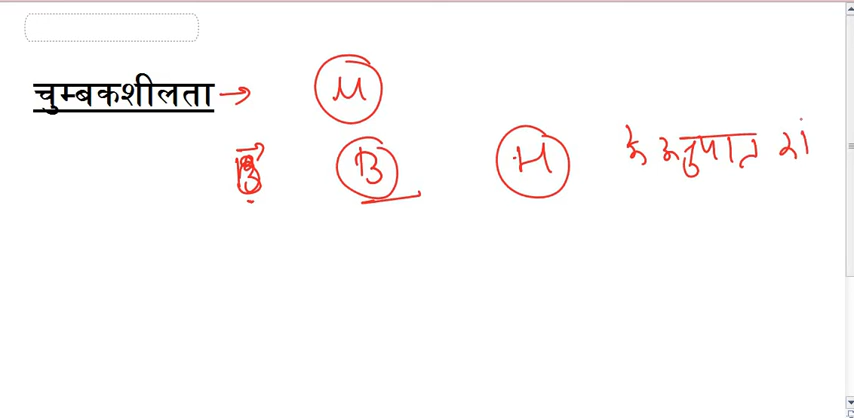 चुम्बकशीलता → μ
B H के अनुपात को